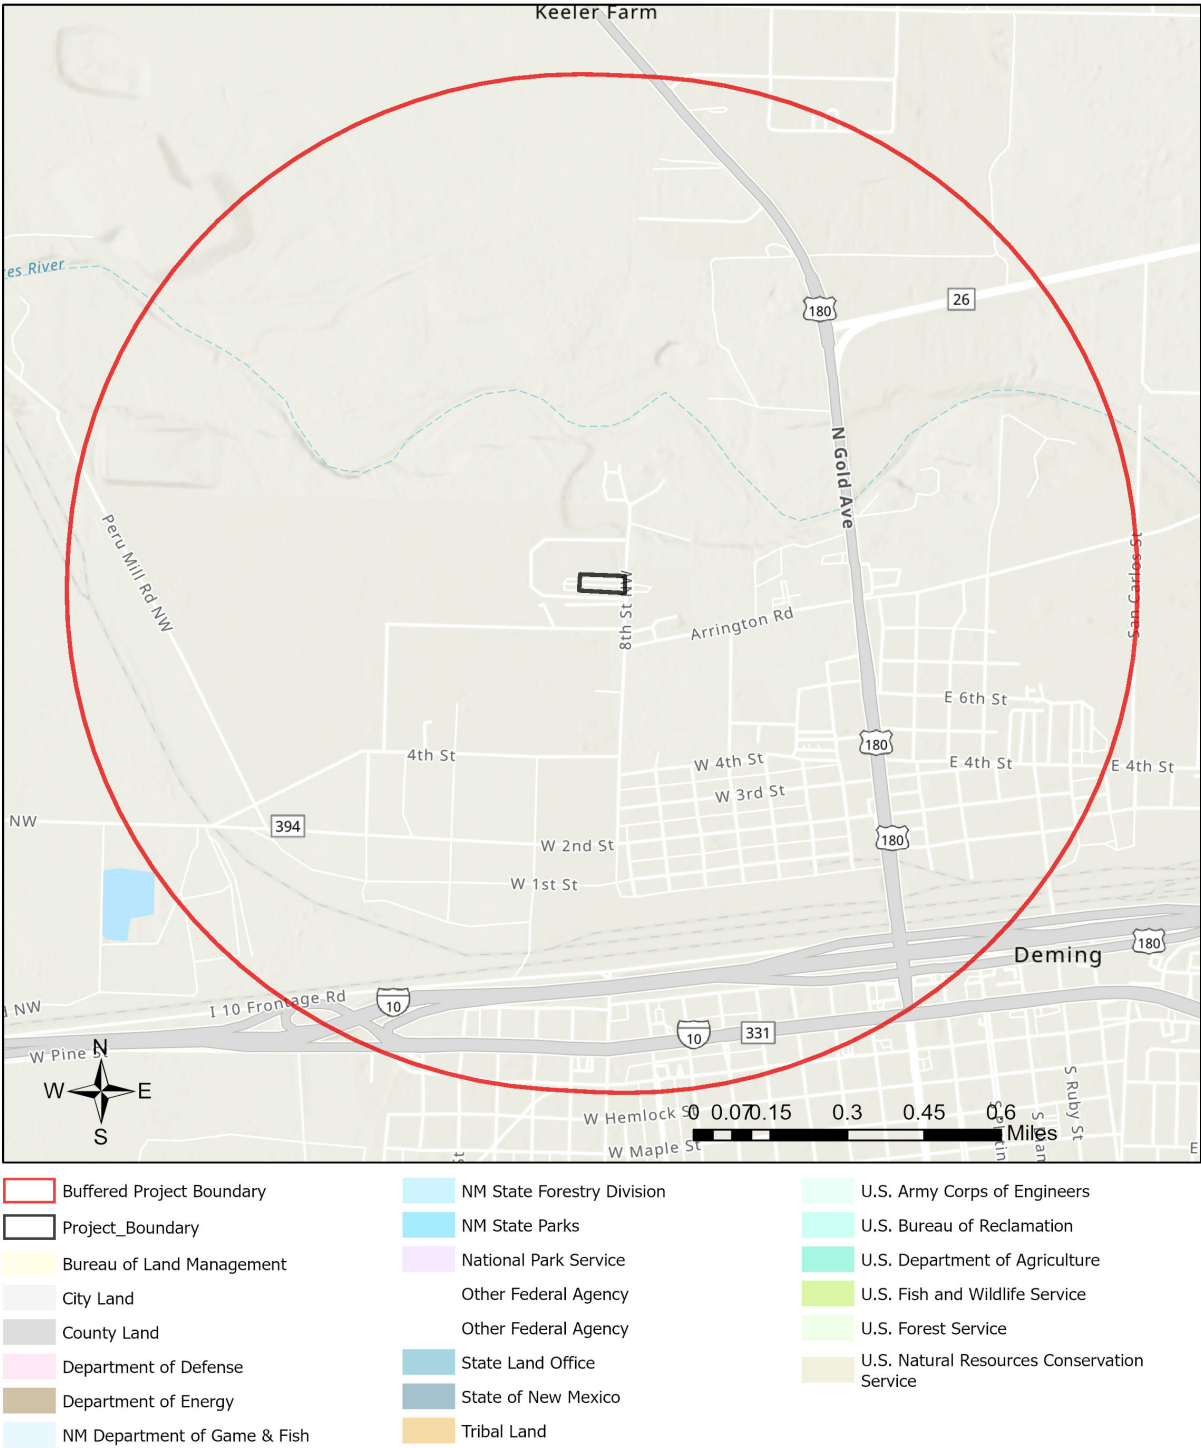 Keeler Farm
es River
180
26
N Gold Ave
Peru Mill Rd NW
8th St NW
San Carlos St
Arrington Rd
E 6th St
180
4th St
W 4th St
E 4th St
E 4th St
W 3rd St
NW
394
180
W 2nd St
W 1st St
Deming
180
I 10 Frontage Rd
10
NW
10
331
W Pine S
N
W E
S
S Ruby St
W Hemlock St
W Maple St
E
0 0.07 0.15 0.3 0.45 0.6
Miles
Buffered Project Boundary
Project_Boundary
Bureau of Land Management
City Land
County Land
Department of Defense
Department of Energy
NM Department of Game & Fish
NM State Forestry Division
NM State Parks
National Park Service
Other Federal Agency
Other Federal Agency
State Land Office
State of New Mexico
Tribal Land
U.S. Army Corps of Engineers
U.S. Bureau of Reclamation
U.S. Department of Agriculture
U.S. Fish and Wildlife Service
U.S. Forest Service
U.S. Natural Resources Conservation
Service